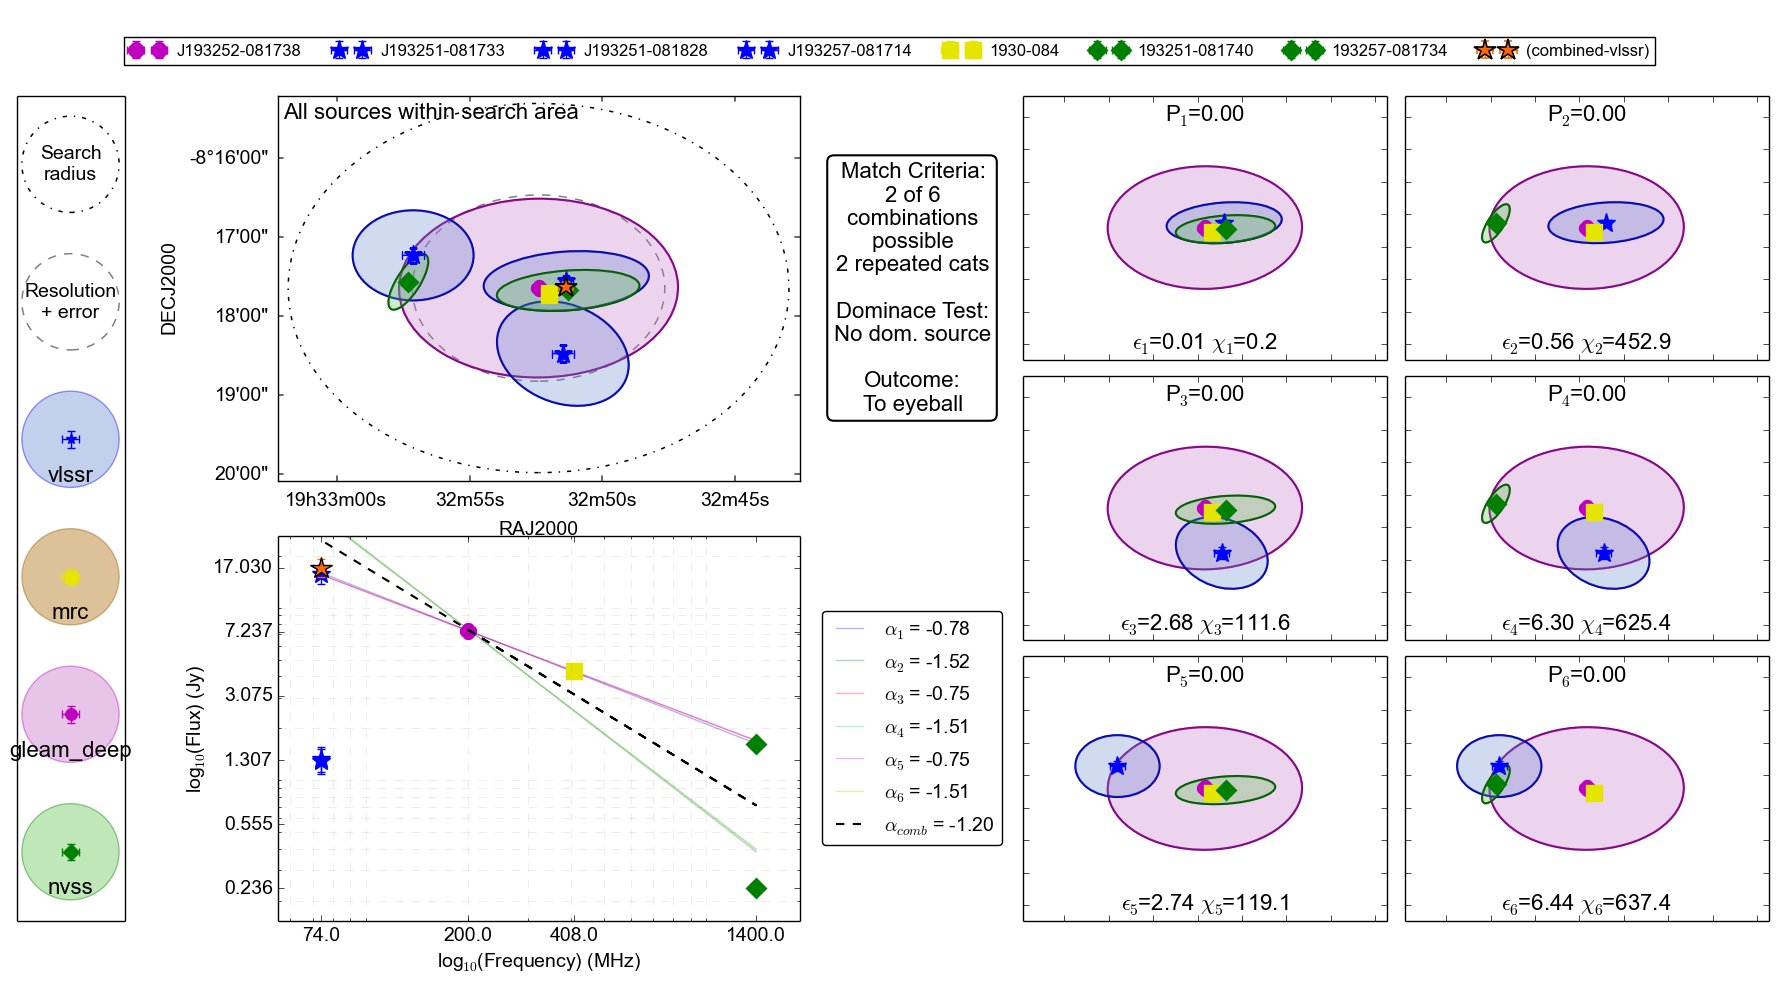 J193252-081738 J193251-081733 J193251-081828 J193257-081714 1930-084 193251-081740 193257-081734 (combined-vlssr)
Search
radius
Resolution
+ error
vlssr
mrc
gleam_deep
nvss
All sources within search area
DECJ2000
-8°16'00"
17'00"
18'00"
19'00"
20'00"
19h33m00s 32m55s 32m50s 32m45s
RAJ2000
log10(Flux) (Jy)
17.030
7.237
3.075
1.307
0.555
0.236
74.0 200.0 408.0 1400.0
log10(Frequency) (MHz)
Match Criteria:
2 of 6
combinations
possible
2 repeated cats
Dominace Test:
No dom. source
Outcome:
To eyeball
α1 = -0.78
α2 = -1.52
α3 = -0.75
α4 = -1.51
α5 = -0.75
α6 = -1.51
αcomb = -1.20
P1=0.00
ϵ1=0.01 χ1=0.2
P2=0.00
ϵ2=0.56 χ2=452.9
P3=0.00
ϵ3=2.68 χ3=111.6
P4=0.00
ϵ4=6.30 χ4=625.4
P5=0.00
ϵ5=2.74 χ5=119.1
P6=0.00
ϵ6=6.44 χ6=637.4